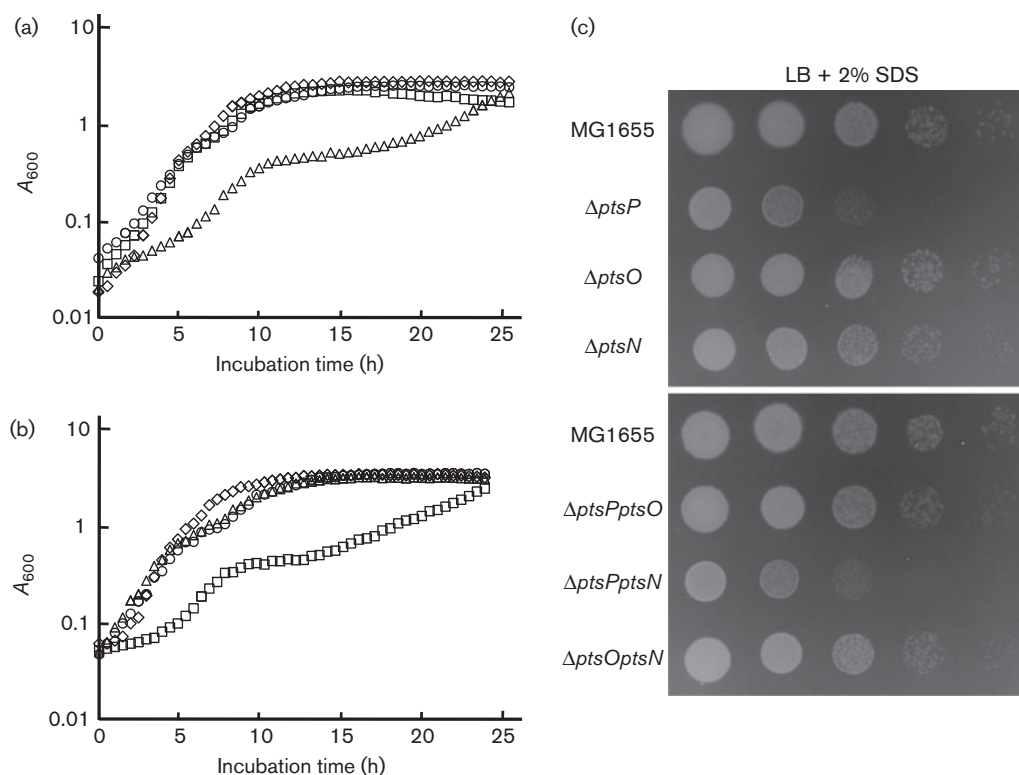 (a)
10
1
0.1
0.01
A600
0 5 10 15 20 25
Incubation time (h)
(b)
10
1
0.1
0.01
A600
0 5 10 15 20 25
Incubation time (h)
(c)
LB + 2% SDS
MG1655
ΔptsP
ΔptsO
ΔptsN
MG1655
ΔptsPptsO
ΔptsPptsN
ΔptsOptsN